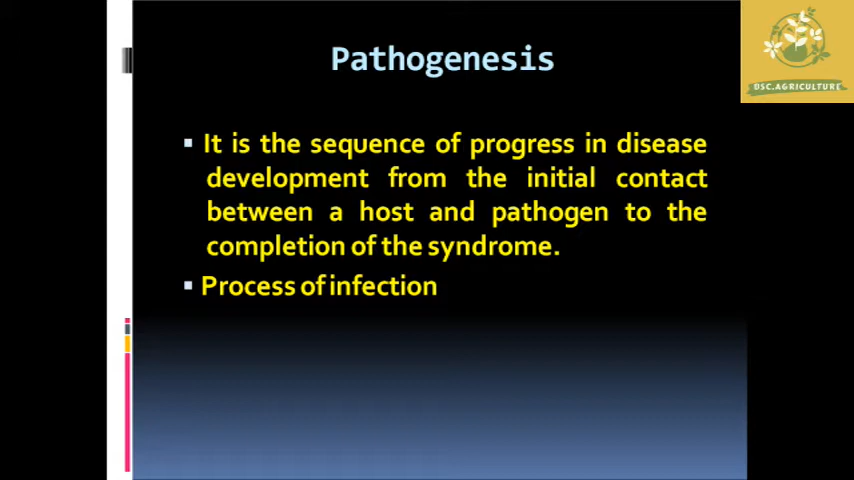 Pathogenesis
DSC.AGRICULTURE
▪ It is the sequence of progress in disease
development from the initial contact
between a host and pathogen to the
completion of the syndrome.
▪ Process of infection